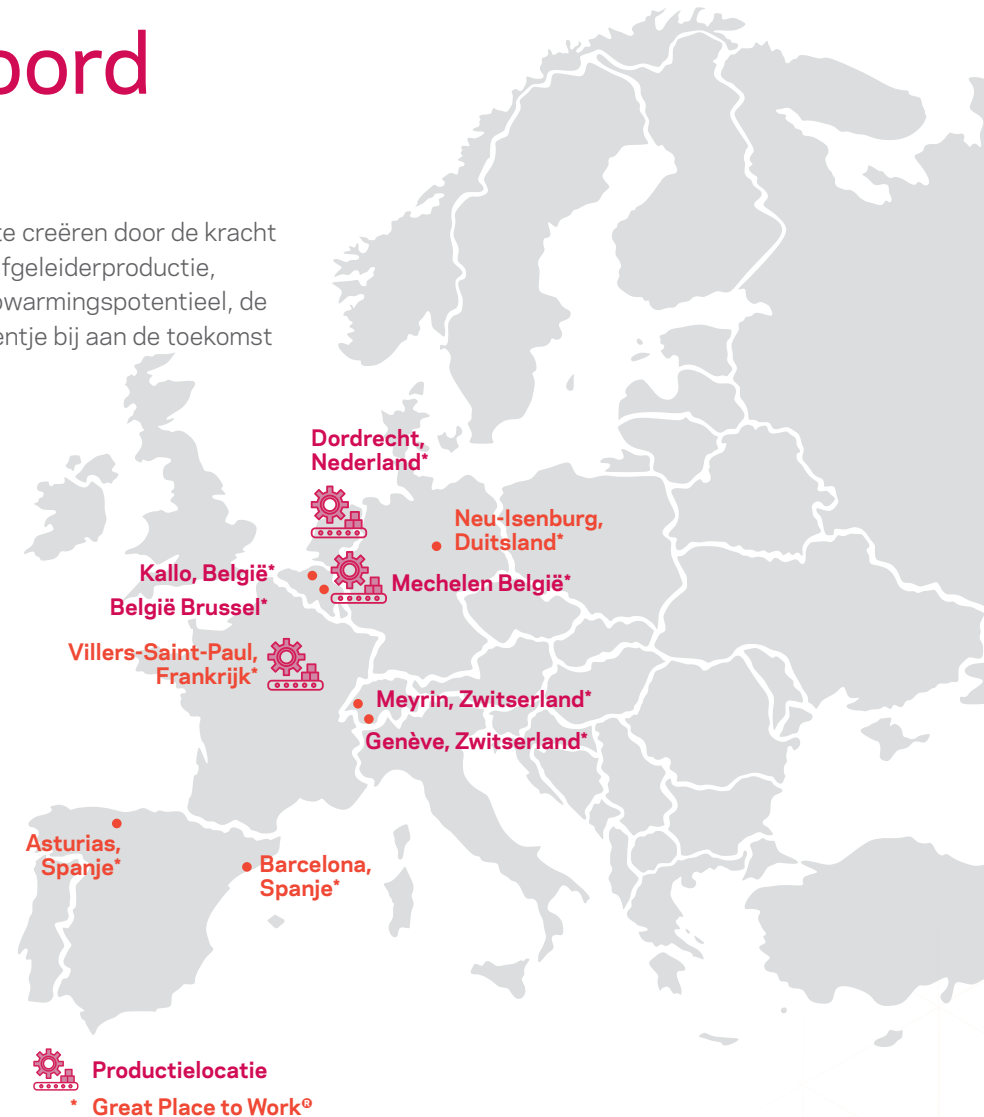 oord
te creëren door de kracht
fgeleiderproductie,
pwarmingspotentieel, de
entje bij aan de toekomst
Dordrecht,
Nederland*
Neu-Isenburg,
Duitsland*
Kallo, België*
Mechelen België*
België Brussel*
Villers-Saint-Paul,
Frankrijk*
Meyrin, Zwitserland*
Genève, Zwitserland*
Asturias,
Spanje*
Barcelona,
Spanje*
Productielocatie
* Great Place to Work®